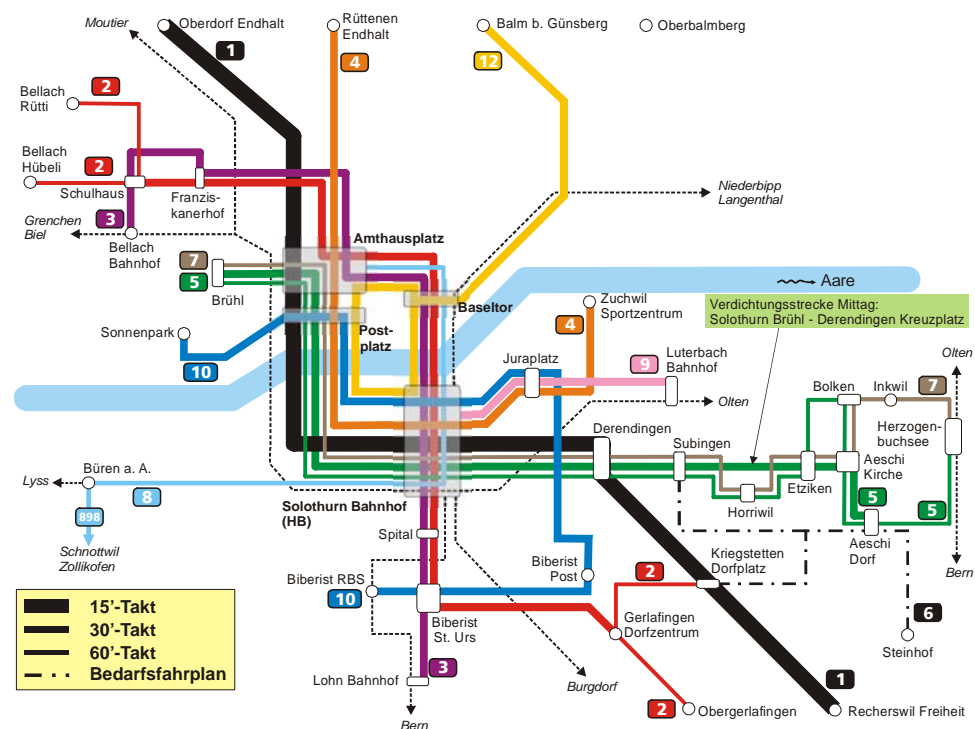 Moutier
Oberdorf Endhalt
1
Rüttenen
Endhalt
4
Balm b. Günsberg
12
Oberbalmberg
Bellach
Rütti
2
Bellach
Hübeli
2
Schulhaus
Franzis-
kanerhof
3
Grenchen
Biel
Bellach
Bahnhof
Niederbipp
Langenthal
Amthausplatz
7
5
Brühl
Aare
Baseltor
Zuchwil
Sportzentrum
4
Verdichtungsstrecke Mittag:
Solothurn Brühl - Derendingen Kreuzplatz
Sonnenpark
10
Post-
platz
Juraplatz
9
Luterbach
Bahnhof
Olten
Olten
Bolken
Inkwil
7
Herzogen-
buchsee
Derendingen
Subingen
Aeschi
Kirche
Etziken
Horriwil
5
5
Aeschi
Dorf
Bern
Lyss
Büren a. A.
8
898
Schnottwil
Zollikofen
Solothurn Bahnhof
(HB)
Spital
Biberist RBS
10
Biberist
Post
Biberist
St. Urs
2
Kriegstetten
Dorfplatz
6
Steinhof
Gerlafingen
Dorfzentrum
15'-Takt
30'-Takt
60'-Takt
Bedarfsfahrplan
Lohn Bahnhof
3
Bern
Burgdorf
2
Obergerlafingen
1
Recherswil Freiheit